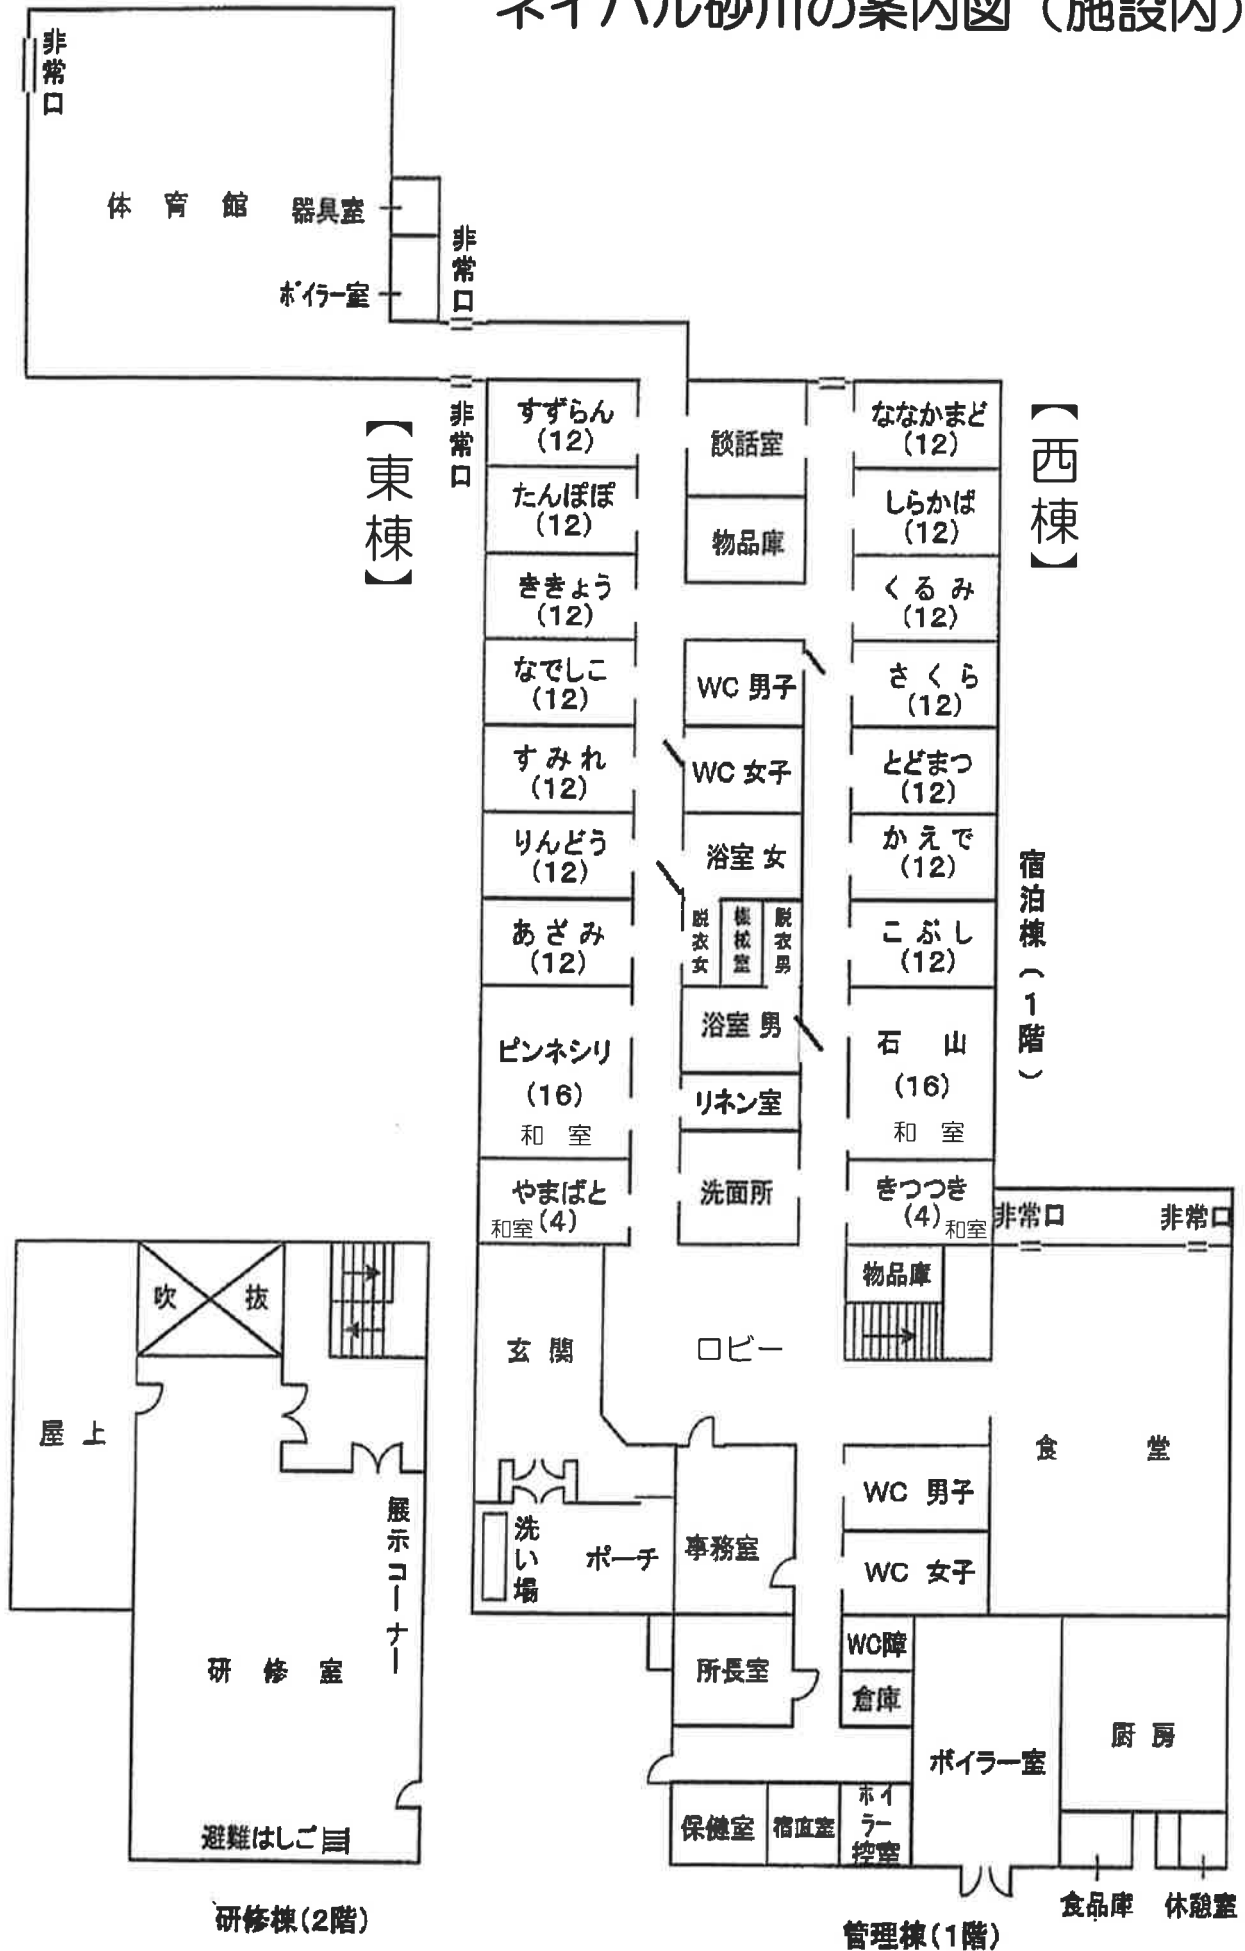 ネイパル砂川の案内図（施設内）
非常口
体育館
器具室
ボイラー室
非常口
非常口
【東棟】
すずらん
(12)
たんぽぽ
(12)
ききょう
(12)
なでしこ
(12)
すみれ
(12)
りんどう
(12)
あざみ
(12)
ピンネシリ
(16)
和室
やまばと
和室(4)
談話室
物品庫
WC 男子
WC 女子
浴室 女
脱衣女
機械室
脱衣男
浴室 男
リネン室
洗面所
ななかまど
(12)
しらかば
(12)
くるみ
(12)
さくら
(12)
とどまつ
(12)
かえで
(12)
こぶし
(12)
石山
(16)
和室
きつつき
(4)和室
【西棟】
宿泊棟(1階)
非常口
非常口
物品庫
玄関
ロビー
食堂
WC 男子
WC 女子
洗い場
ポーチ
事務室
所長室
WC障
倉庫
ボイラー室
厨房
保健室
宿直室
ボイラー控室
食品庫
休憩室
管理棟(1階)
吹抜
屋上
展示コーナー
研修室
避難はしご
研修棟(2階)